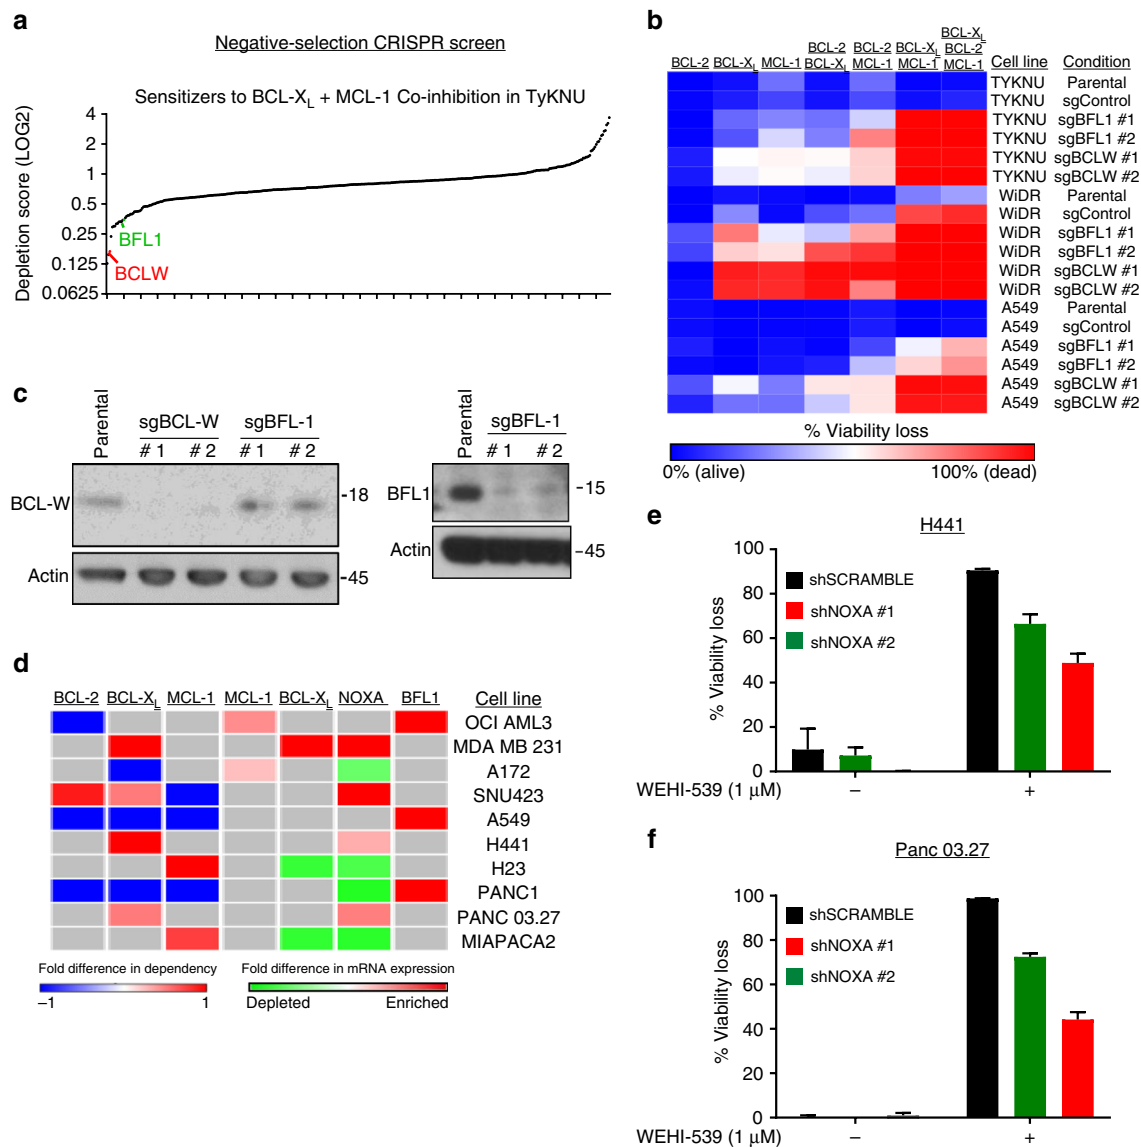 a
Negative-selection CRISPR screen
Sensitizers to BCL-XL + MCL-1 Co-inhibition in TyKNU
Depletion score (LOG2)
4
2
1
0.5
0.25
0.125
0.0625
BFL1
BCLW
b
BCL-2
BCL-XL
MCL-1
BCL-2 BCL-XL
BCL-2 MCL-1
BCL-XL MCL-1
BCL-XL BCL-2 MCL-1
Cell line Condition
TYKNU Parental
TYKNU sgControl
TYKNU sgBFL1 #1
TYKNU sgBFL1 #2
TYKNU sgBCLW #1
TYKNU sgBCLW #2
WiDR Parental
WiDR sgControl
WiDR sgBFL1 #1
WiDR sgBFL1 #2
WiDR sgBCLW #1
WiDR sgBCLW #2
A549 Parental
A549 sgControl
A549 sgBFL1 #1
A549 sgBFL1 #2
A549 sgBCLW #1
A549 sgBCLW #2
% Viability loss
0% (alive) 100% (dead)
c
Parental
sgBCL-W sgBFL-1
# 1 # 2 # 1 # 2
BCL-W
-18
Actin
-45
Parental
sgBFL-1
# 1 # 2
BFL1
-15
Actin
-45
d
BCL-2 BCL-XL MCL-1 MCL-1 BCL-XL NOXA BFL1 Cell line
OCI AML3
MDA MB 231
A172
SNU423
A549
H441
H23
PANC1
PANC 03.27
MIAPACA2
Fold difference in dependency
–1 1
Fold difference in mRNA expression
Depleted Enriched
e
H441
% Viability loss
100
80
60
40
20
0
shSCRAMBLE
shNOXA #1
shNOXA #2
WEHI-539 (1 μM) – +
f
Panc 03.27
% Viability loss
100
80
60
40
20
0
shSCRAMBLE
shNOXA #1
shNOXA #2
WEHI-539 (1 μM) – +